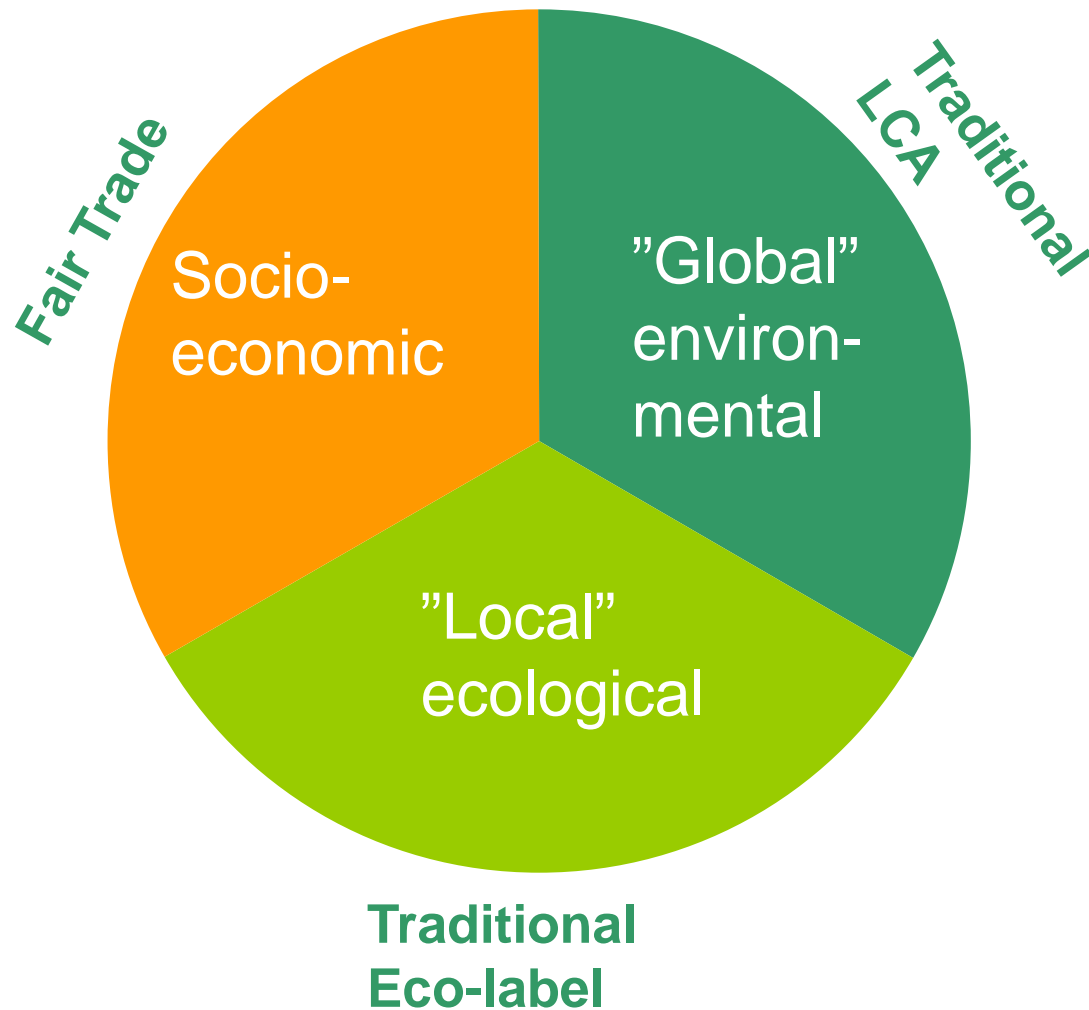 Fair Trade
Traditional
LCA
Socio-
economic
”Global”
environ-
mental
”Local”
ecological
Traditional
Eco-label